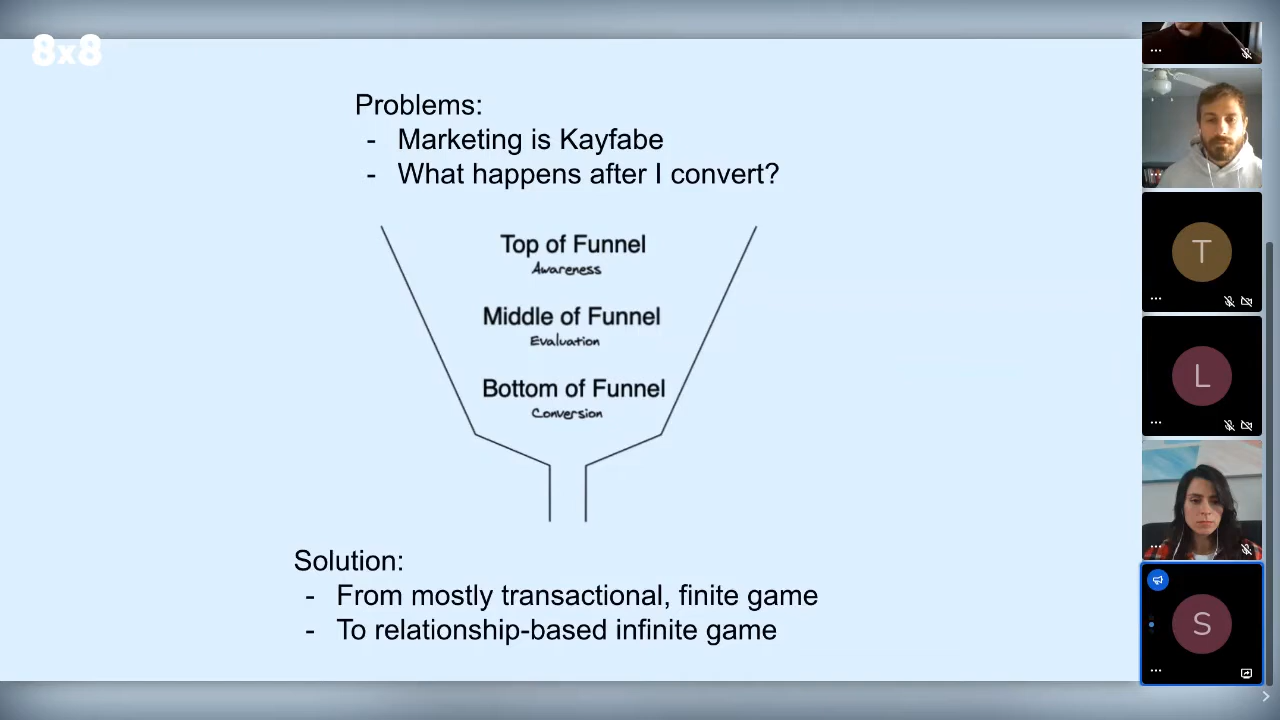 8x8
Problems:
- Marketing is Kayfabe
- What happens after I convert?
Top of Funnel
Awareness
Middle of Funnel
Evaluation
Bottom of Funnel
Conversion
Solution:
- From mostly transactional, finite game
- To relationship-based infinite game
T
L
S